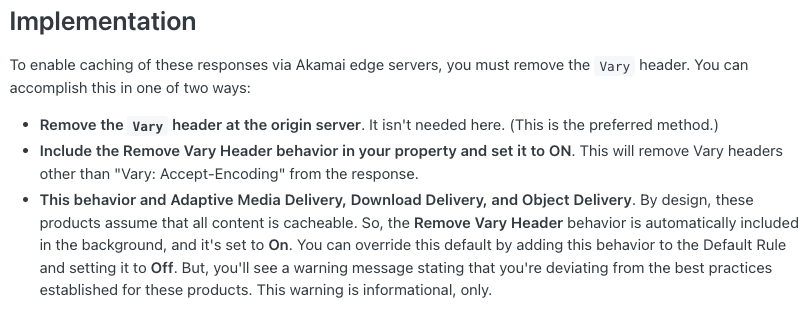 Implementation
To enable caching of these responses via Akamai edge servers, you must remove the Vary header. You can
accomplish this in one of two ways:
• Remove the Vary header at the origin server. It isn't needed here. (This is the preferred method.)
• Include the Remove Vary Header behavior in your property and set it to ON. This will remove Vary headers
other than "Vary: Accept-Encoding" from the response.
• This behavior and Adaptive Media Delivery, Download Delivery, and Object Delivery. By design, these
products assume that all content is cacheable. So, the Remove Vary Header behavior is automatically included
in the background, and it's set to On. You can override this default by adding this behavior to the Default Rule
and setting it to Off. But, you'll see a warning message stating that you're deviating from the best practices
established for these products. This warning is informational, only.